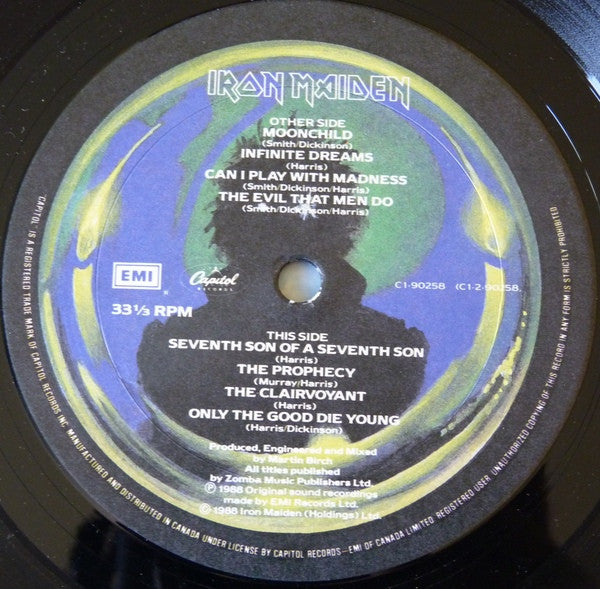 IRON MAIDEN
OTHER SIDE
MOONCHILD
(Smith/Dickinson)
INFINITE DREAMS
(Harris)
CAN I PLAY WITH MADNESS
(Smith/Dickinson/Harris)
THE EVIL THAT MEN DO
(Smith/Dickinson/Harris)
EMI
Capitol
RECORDS
®
C1-90258 (C1-2-90258)
33⅓ RPM
THIS SIDE
SEVENTH SON OF A SEVENTH SON
(Harris)
THE PROPHECY
(Murray/Harris)
THE CLAIRVOYANT
(Harris)
ONLY THE GOOD DIE YOUNG
(Harris/Dickinson)
Produced, Engineered and Mixed
by Martin Birch
All titles published
by Zomba Music Publishers Ltd.
℗ 1988 Original sound recordings
made by EMI Records Ltd.
© 1988 Iron Maiden (Holdings) Ltd.
"CAPITOL" IS A REGISTERED TRADE MARK OF CAPITOL RECORDS INC. MANUFACTURED AND DISTRIBUTED IN CANADA UNDER LICENSE BY CAPITOL RECORDS—EMI OF CANADA LIMITED. REGISTERED USER. UNAUTHORIZED COPYING OF THIS RECORD IN ANY FORM IS STRICTLY PROHIBITED